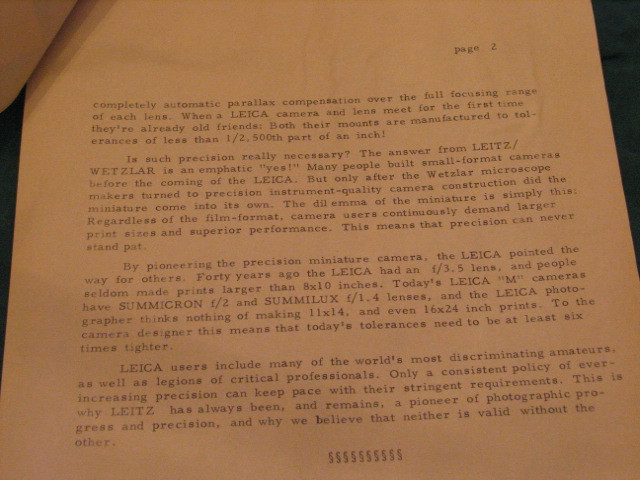 page 2
completely automatic parallax compensation over the full focusing range
of each lens. When a LEICA camera and lens meet for the first time
they're already old friends: Both their mounts are manufactured to tol-
erances of less than 1/2,500th part of an inch!
Is such precision really necessary? The answer from LEITZ/
WETZLAR is an emphatic "yes!" Many people built small-format cameras
before the coming of the LEICA. But only after the Wetzlar microscope
makers turned to precision instrument-quality camera construction did the
miniature come into its own. The dil emma of the miniature is simply this:
Regardless of the film-format, camera users continuously demand larger
print sizes and superior performance. This means that precision can never
stand pat.
By pioneering the precision miniature camera, the LEICA pointed the
way for others. Forty years ago the LEICA had an f/3.5 lens, and people
seldom made prints larger than 8x10 inches. Today's LEICA "M" cameras
have SUMMICRON f/2 and SUMMILUX f/1.4 lenses, and the LEICA photo-
grapher thinks nothing of making 11x14, and even 16x24 inch prints. To the
camera designer this means that today's tolerances need to be at least six
times tighter.
LEICA users include many of the world's most discriminating amateurs,
as well as legions of critical professionals. Only a consistent policy of ever-
increasing precision can keep pace with their stringent requirements. This is
why LEITZ has always been, and remains, a pioneer of photographic pro-
gress and precision, and why we believe that neither is valid without the
other.
§§§§§§§§§§